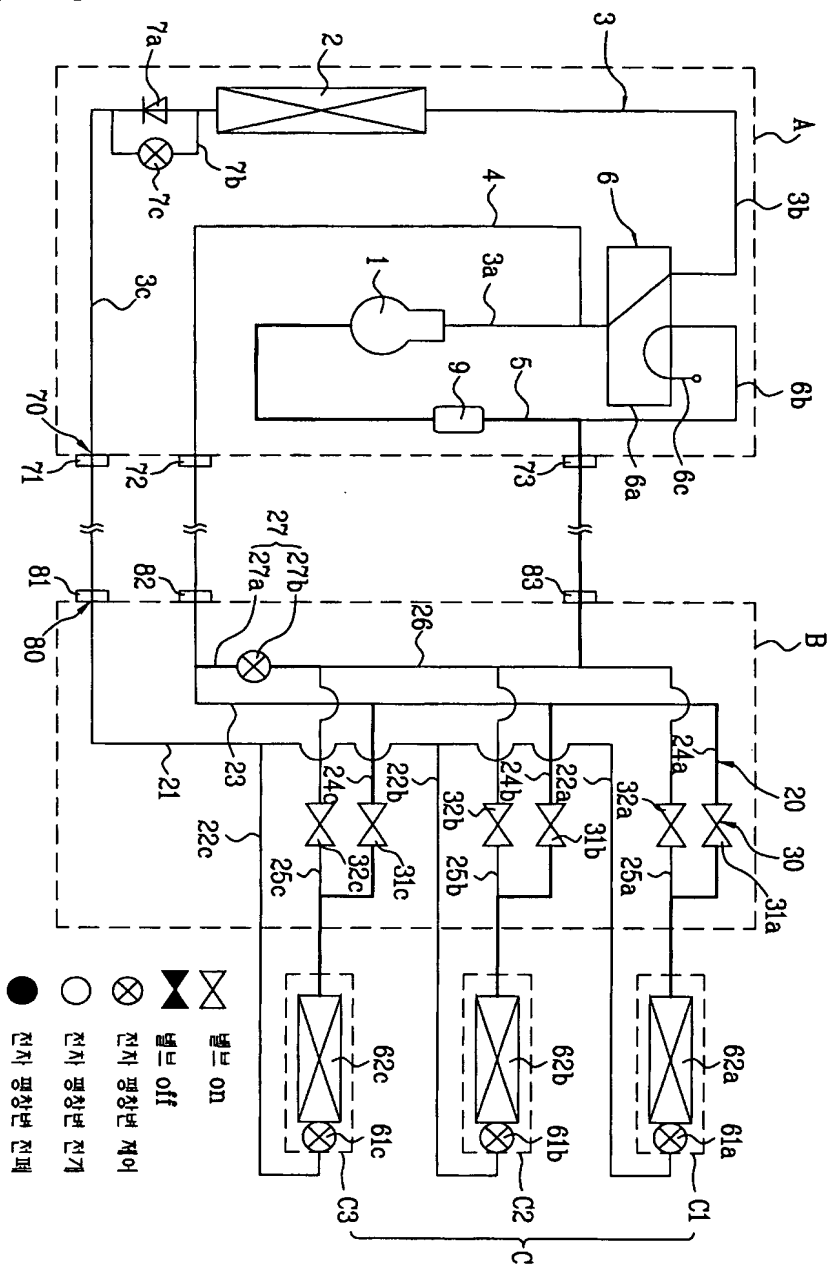 C
C1
C2
C3
61a
61b
61c
62a
62b
62c
밸브 on
밸브 off
전자 팽창변 제어
전자 팽창변 전개
전자 팽창변 전폐
31a
30
20
25a
31b
25b
31c
25c
32c
32a
32b
24a
22a
24b
22b
24c
22c
23
21
B
26
27
27b
27a
83
82
81
80
73
72
71
70
6c
6a
6b
9
5
3a
1
4
3c
A
3b
6
3
2
7a
7b
7c